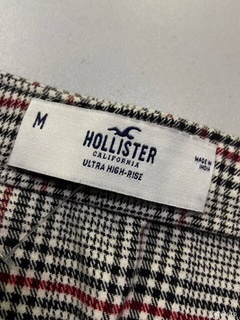 M
HOLLISTER
CALIFORNIA
ULTRA HIGH-RISE
MADE IN
INDIA